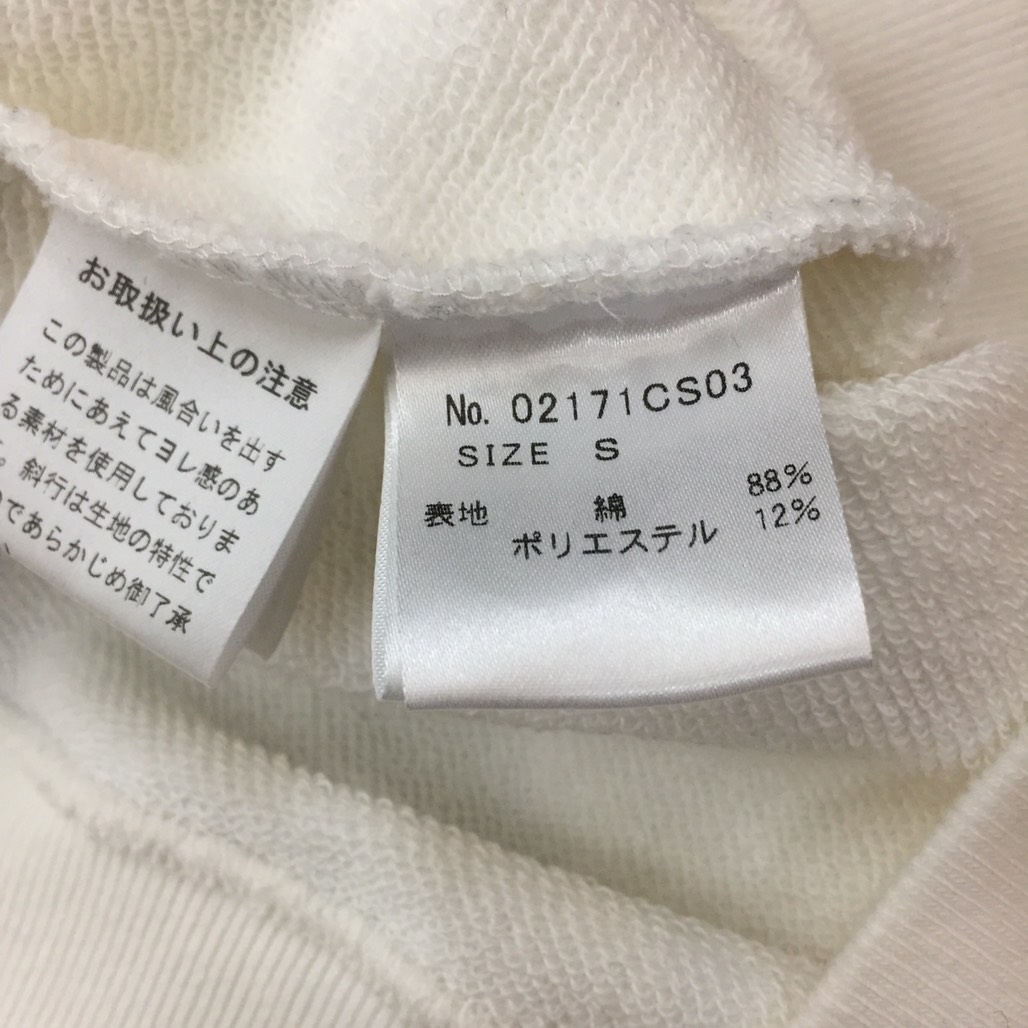 お取扱い上の注意
この製品は風合いを出す
ためにあえてヨレ感のあ
る素材を使用しておりま
。斜行は生地の特性で
であらかじめ御了承
No. 02171CS03
SIZE S
表地 綿 88%
ポリエステル 12%